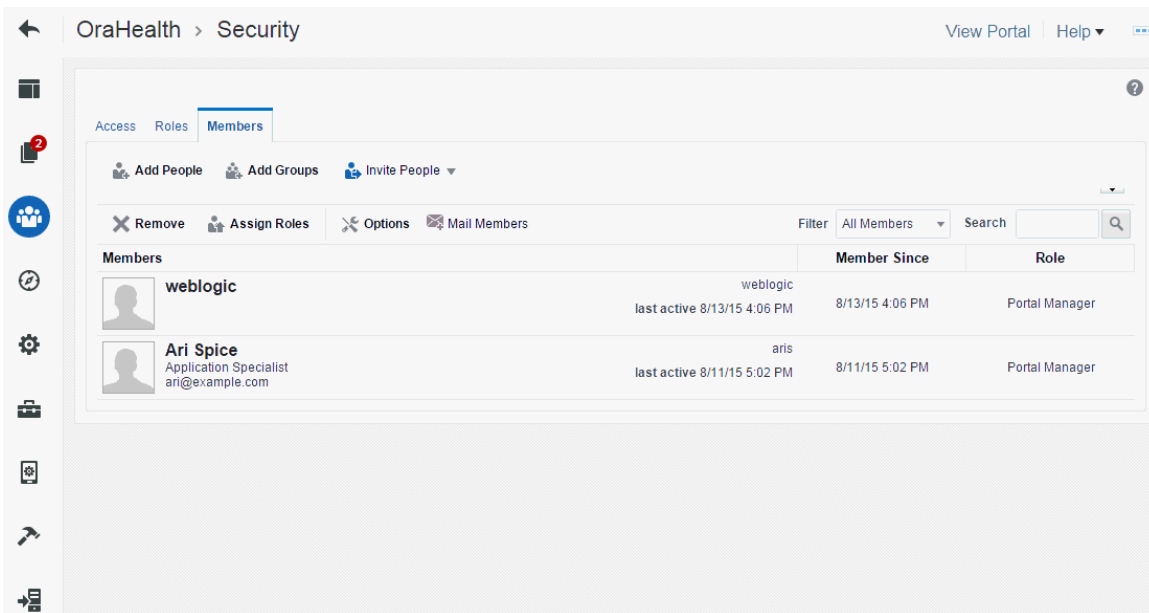 OraHealth > Security
View Portal Help
2
?
Access Roles Members
Add People Add Groups Invite People
Remove Assign Roles Options Mail Members Filter All Members Search
Members Member Since Role
weblogic weblogic
last active 8/13/15 4:06 PM 8/13/15 4:06 PM Portal Manager
Ari Spice aris
Application Specialist
last active 8/11/15 5:02 PM 8/11/15 5:02 PM Portal Manager
ari@example.com